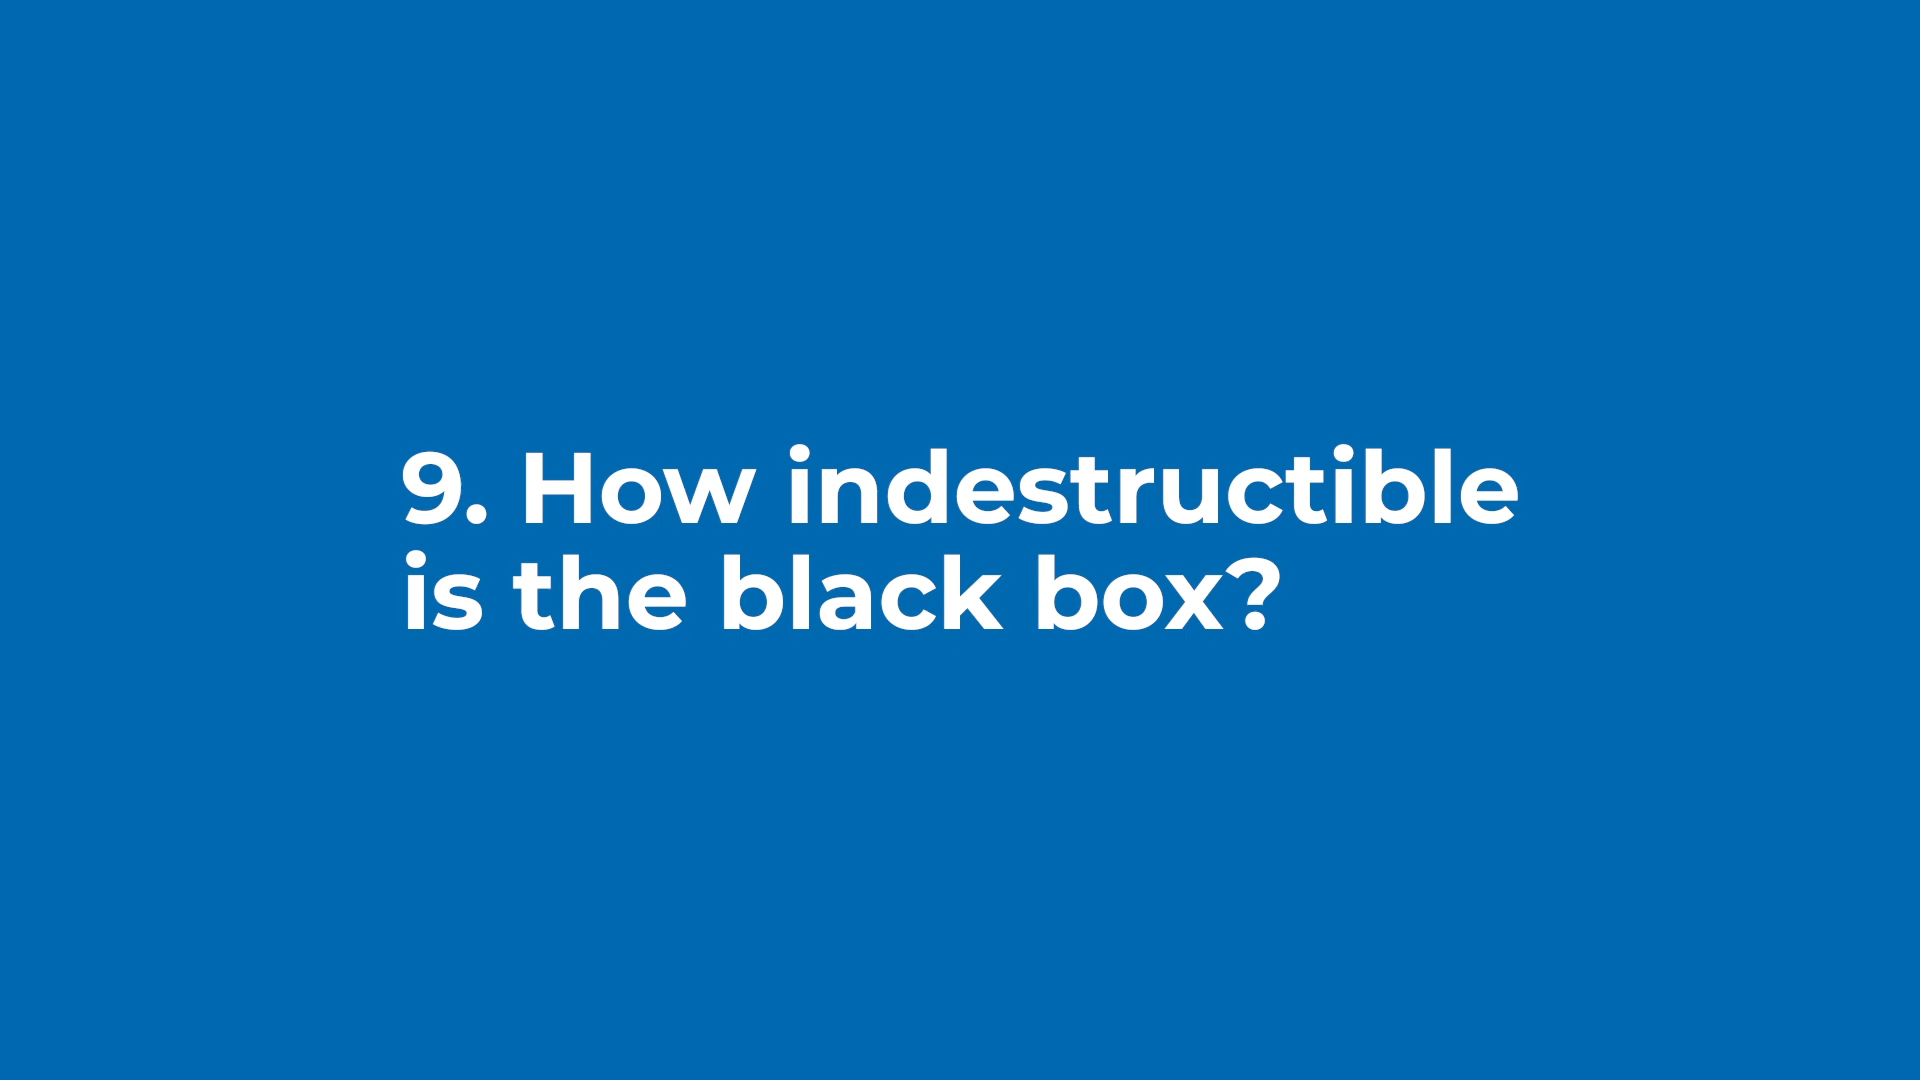 9. How indestructible
is the black box?